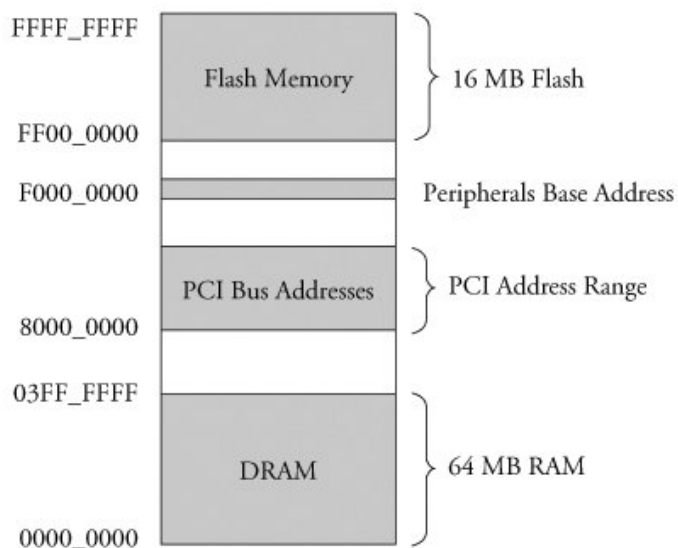 FFFF_FFFF
Flash Memory
16 MB Flash
FF00_0000
F000_0000
Peripherals Base Address
PCI Bus Addresses
PCI Address Range
8000_0000
03FF_FFFF
DRAM
64 MB RAM
0000_0000